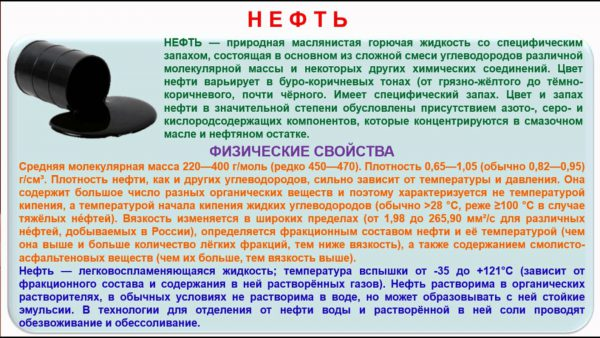 НЕФТЬ
НЕФТЬ — природная маслянистая горючая жидкость со специфическим
запахом, состоящая в основном из сложной смеси углеводородов различной
молекулярной массы и некоторых других химических соединений. Цвет
нефти варьирует в буро-коричневых тонах (от грязно-жёлтого до тёмно-
коричневого, почти чёрного. Имеет специфический запах. Цвет и запах
нефти в значительной степени обусловлены присутствием азото-, серо- и
кислородсодержащих компонентов, которые концентрируются в смазочном
масле и нефтяном остатке.
ФИЗИЧЕСКИЕ СВОЙСТВА
Средняя молекулярная масса 220—400 г/моль (редко 450—470). Плотность 0,65—1,05 (обычно 0,82—0,95)
г/см³. Плотность нефти, как и других углеводородов, сильно зависит от температуры и давления. Она
содержит большое число разных органических веществ и поэтому характеризуется не температурой
кипения, а температурой начала кипения жидких углеводородов (обычно >28 °C, реже ≥100 °C в случае
тяжёлых не́фтей). Вязкость изменяется в широких пределах (от 1,98 до 265,90 мм²/с для различных
не́фтей, добываемых в России), определяется фракционным составом нефти и её температурой (чем
она выше и больше количество лёгких фракций, тем ниже вязкость), а также содержанием смолисто-
асфальтеновых веществ (чем их больше, тем вязкость выше).
Нефть — легковоспламеняющаяся жидкость; температура вспышки от -35 до +121°C (зависит от
фракционного состава и содержания в ней растворённых газов). Нефть растворима в органических
растворителях, в обычных условиях не растворима в воде, но может образовывать с ней стойкие
эмульсии. В технологии для отделения от нефти воды и растворённой в ней соли проводят
обезвоживание и обессоливание.